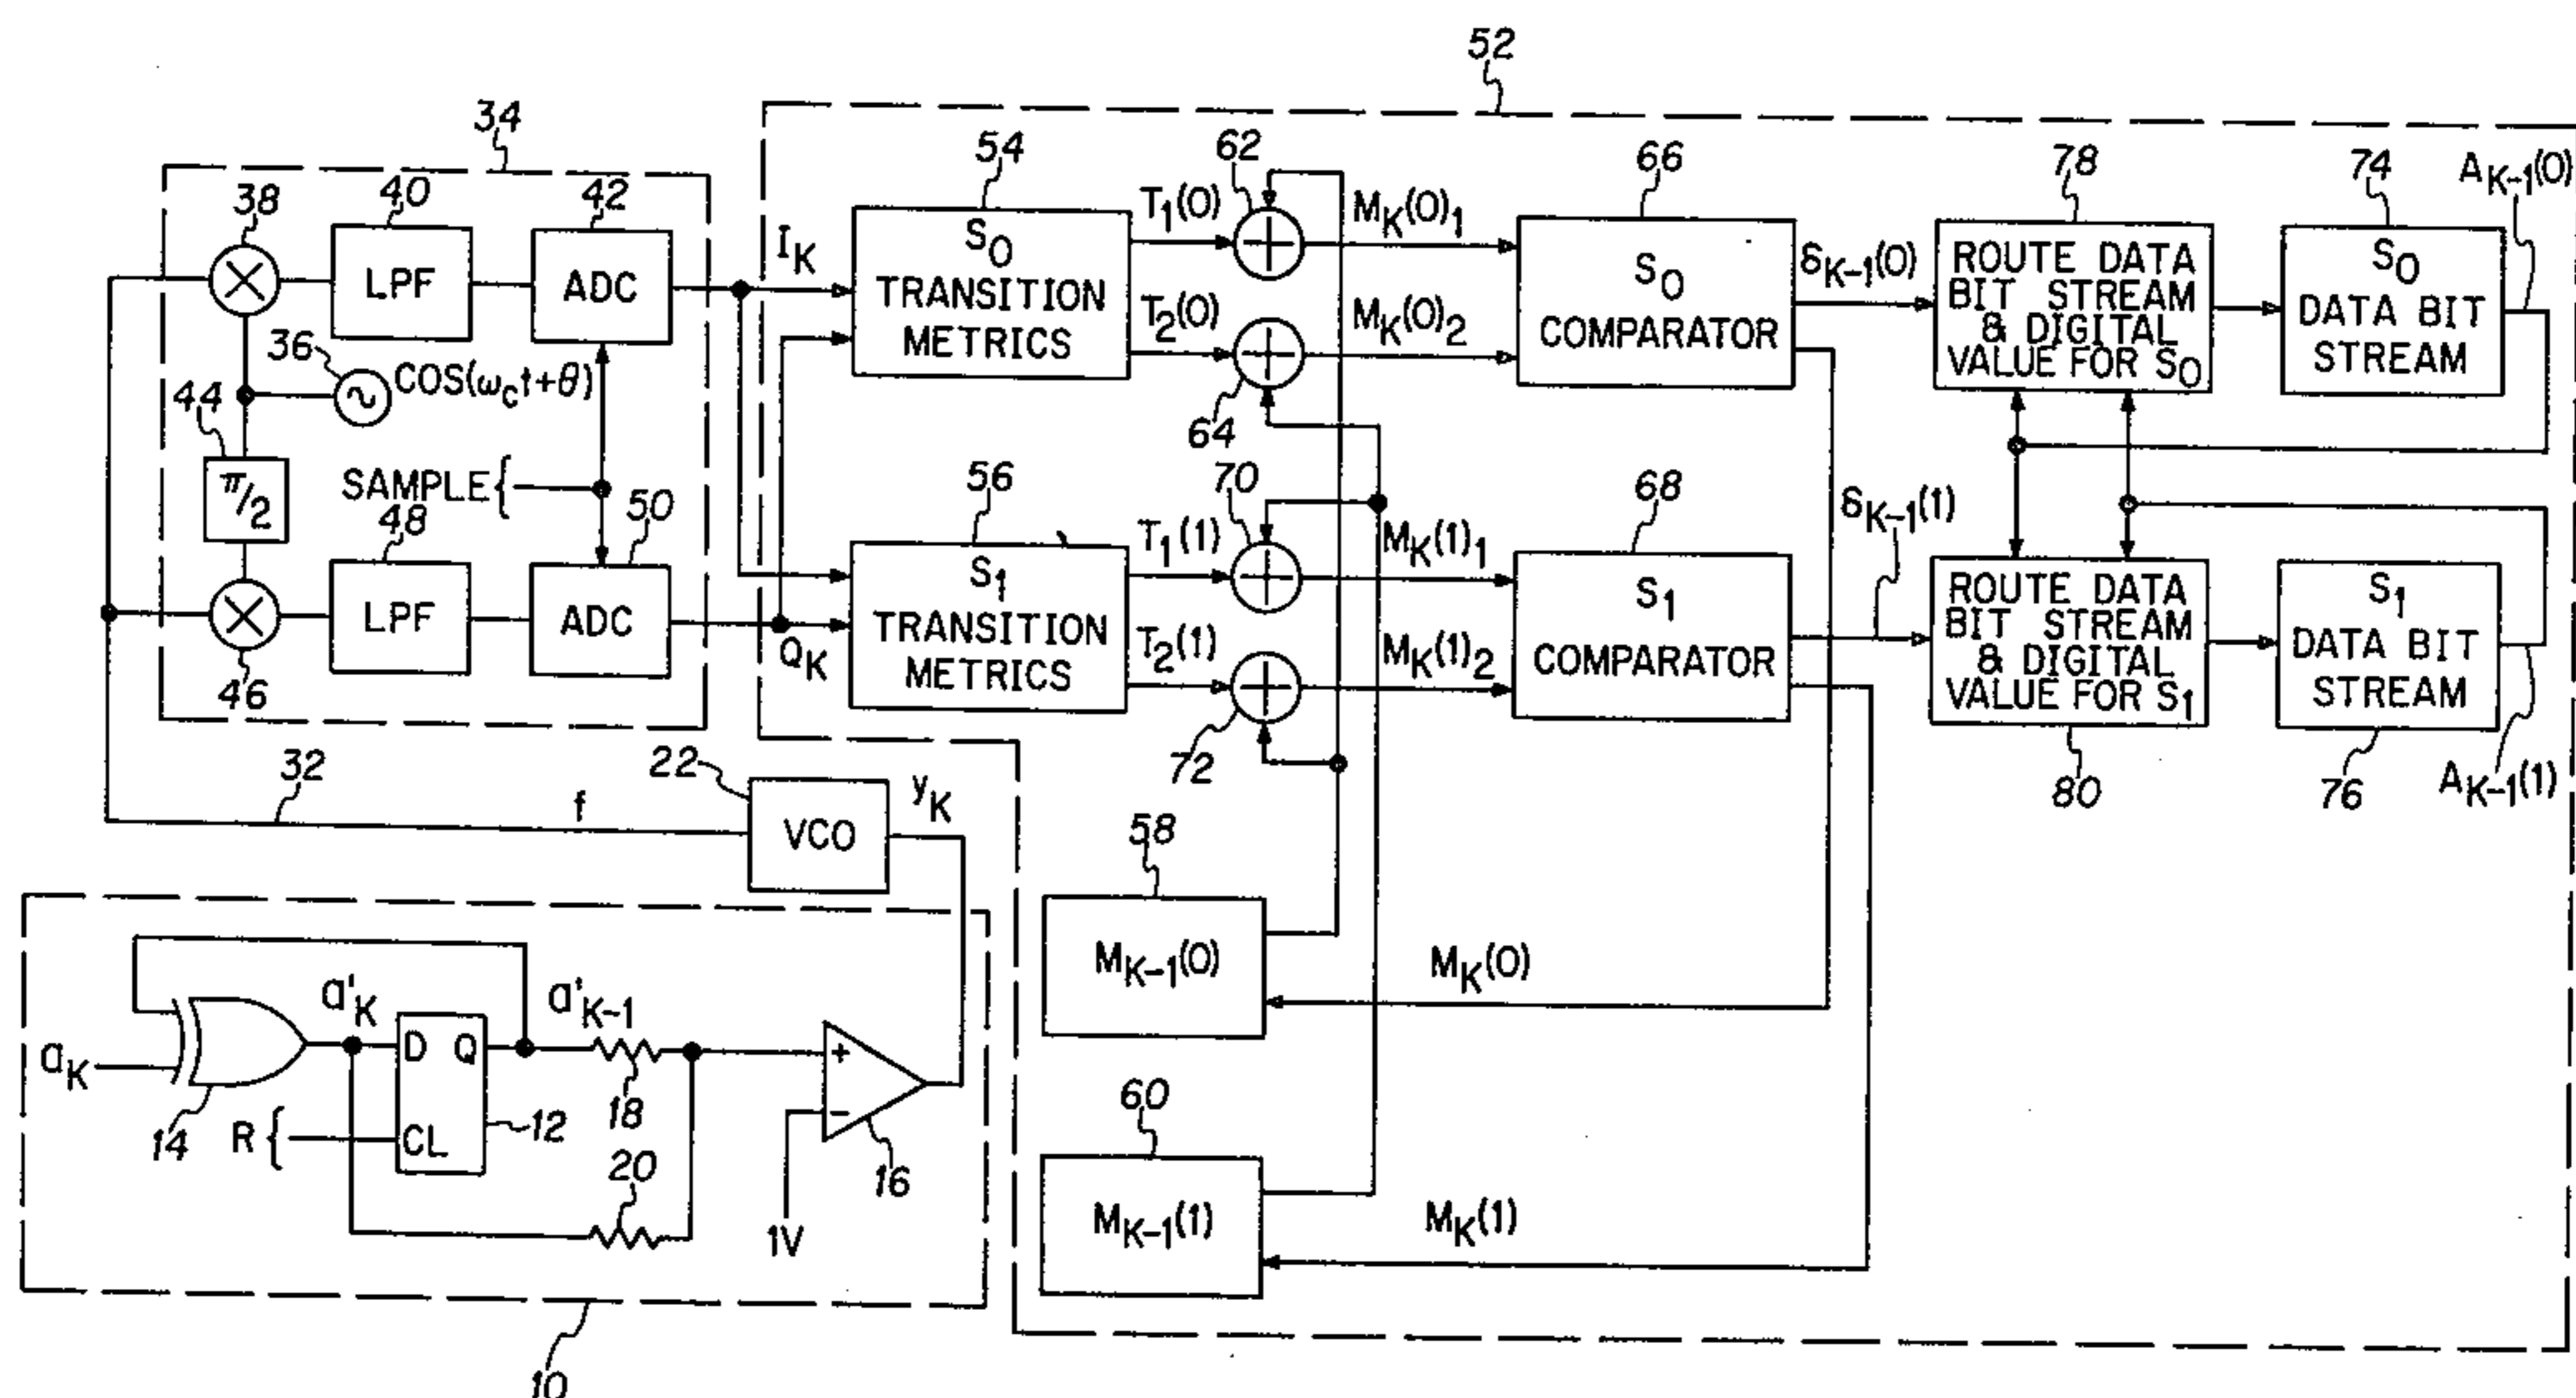 52
34
54
62
66
78
74
A_{K-1}(0)
38
40
42
I_K
S_0
TRANSITION
METRICS
T_1(0)
M_K(0)_1
S_0
COMPARATOR
δ_{K-1}(0)
ROUTE DATA
BIT STREAM
& DIGITAL
VALUE FOR S_0
S_0
DATA BIT
STREAM
LPF
ADC
T_2(0)
M_K(0)_2
36
COS(ω_c t+θ)
44
64
π/2
SAMPLE {
48
50
56
70
68
δ_{K-1}(1)
S_1
TRANSITION
METRICS
T_1(1)
M_K(1)_1
S_1
COMPARATOR
ROUTE DATA
BIT STREAM
& DIGITAL
VALUE FOR S_1
S_1
DATA BIT
STREAM
LPF
ADC
T_2(1)
M_K(1)_2
46
Q_K
72
80
76
A_{K-1}(1)
32
f
22
VCO
y_K
58
M_{K-1}(0)
M_K(0)
a'_K
a'_{K-1}
a_K
D Q
+
−
14
R {
CL
12
18
20
1V
16
60
M_{K-1}(1)
M_K(1)
10